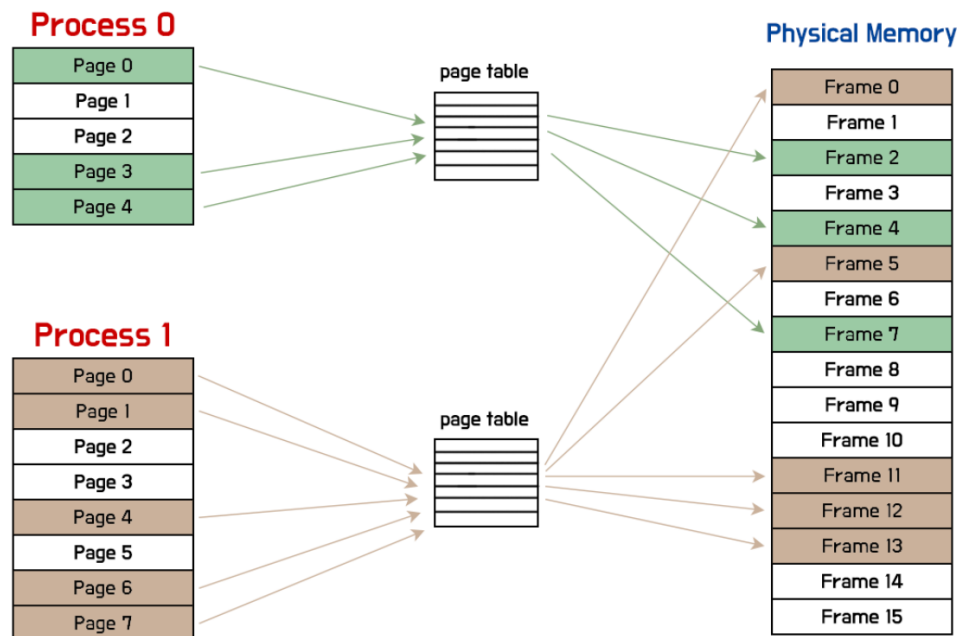 Process 0
Page 0
Page 1
Page 2
Page 3
Page 4
page table
Process 1
Page 0
Page 1
Page 2
Page 3
Page 4
Page 5
Page 6
Page 7
page table
Physical Memory
Frame 0
Frame 1
Frame 2
Frame 3
Frame 4
Frame 5
Frame 6
Frame 7
Frame 8
Frame 9
Frame 10
Frame 11
Frame 12
Frame 13
Frame 14
Frame 15